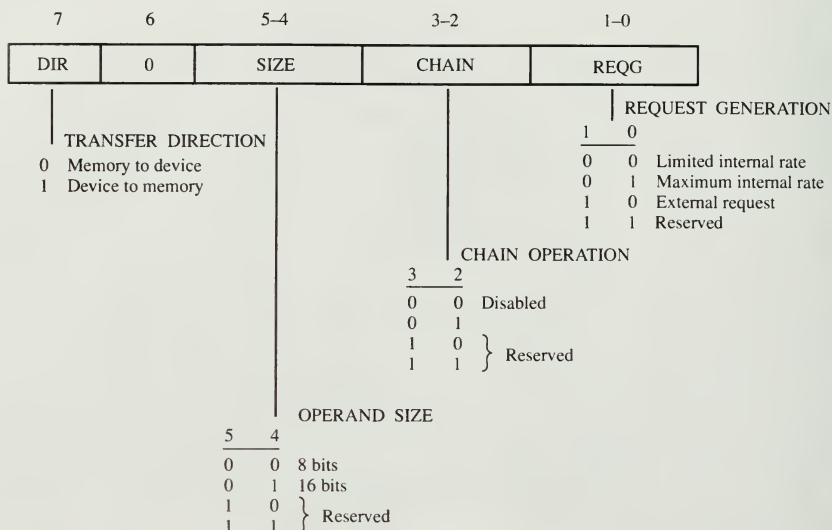 7 6 5–4 3–2 1–0
DIR 0 SIZE CHAIN REQG
REQUEST GENERATION
1 0
0 0 Limited internal rate
0 1 Maximum internal rate
1 0 External request
1 1 Reserved
TRANSFER DIRECTION
0 Memory to device
1 Device to memory
CHAIN OPERATION
3 2
0 0 Disabled
0 1
1 0
1 1 } Reserved
OPERAND SIZE
5 4
0 0 8 bits
0 1 16 bits
1 0
1 1 } Reserved